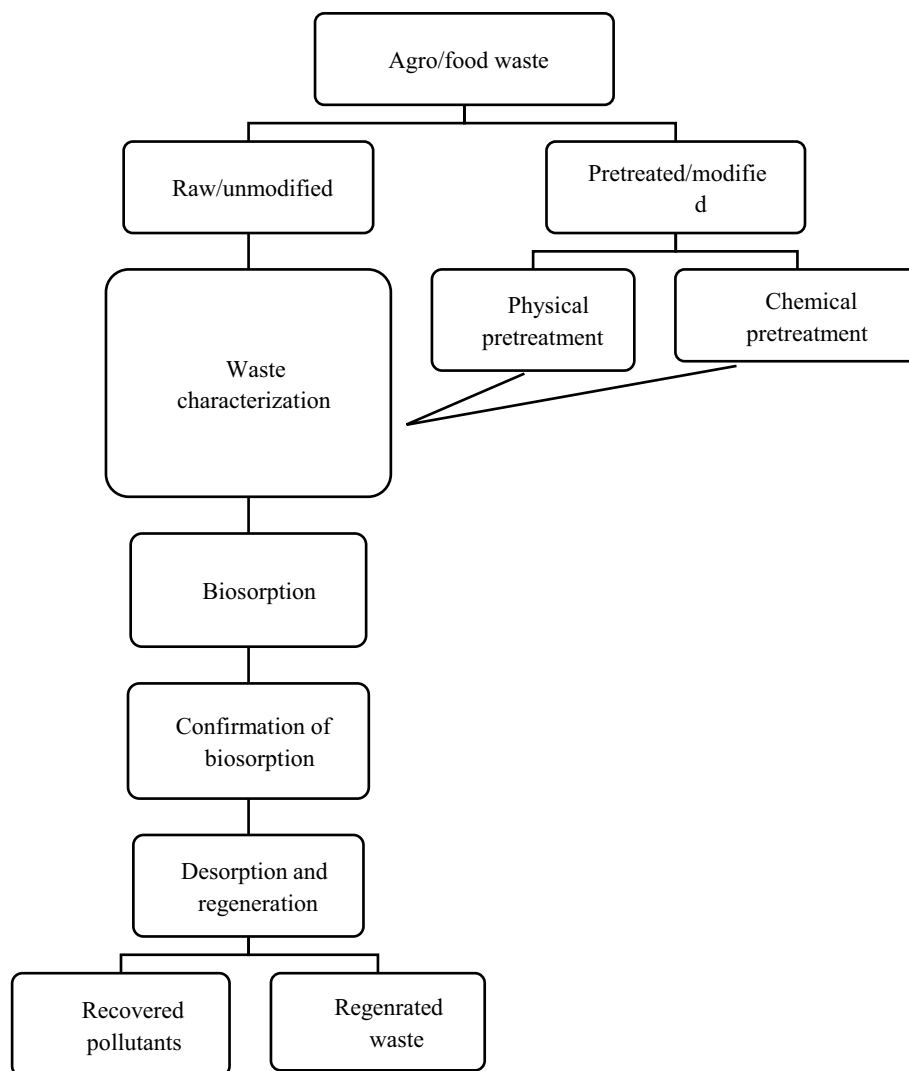 Agro/food waste
Raw/unmodified
Pretreated/modifie
d
Physical
pretreatment
Chemical
pretreatment
Waste
characterization
Biosorption
Confirmation of
biosorption
Desorption and
regeneration
Recovered
pollutants
Regenrated
waste